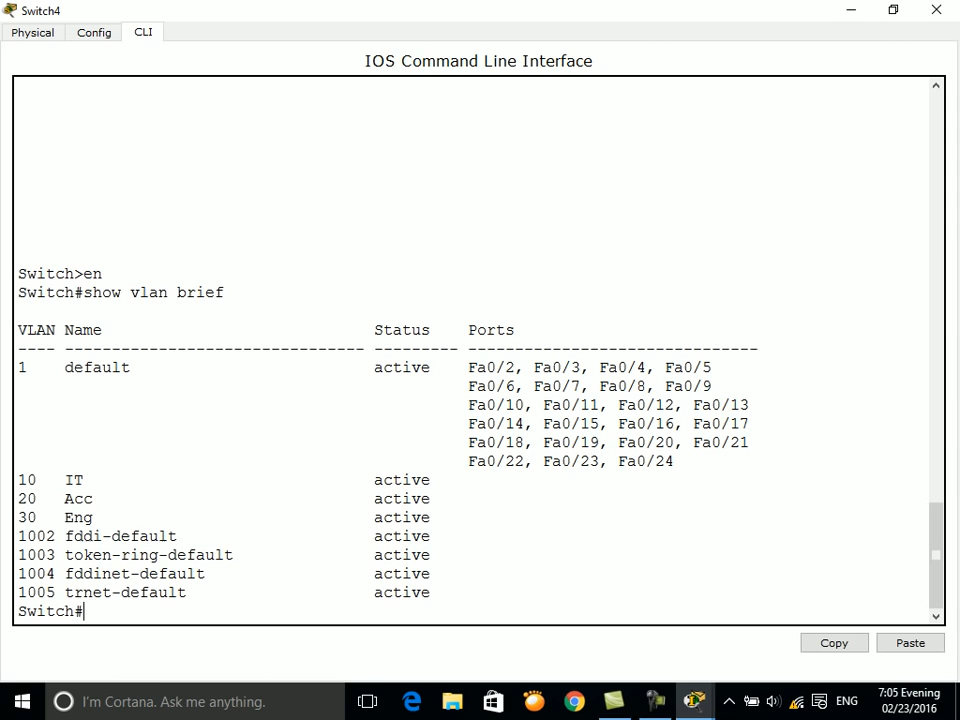 Switch4
Physical Config CLI
IOS Command Line Interface
Switch>en
Switch#show vlan brief
VLAN Name Status Ports
---- -------------------------------- --------- -------------------------------
1 default active Fa0/2, Fa0/3, Fa0/4, Fa0/5
Fa0/6, Fa0/7, Fa0/8, Fa0/9
Fa0/10, Fa0/11, Fa0/12, Fa0/13
Fa0/14, Fa0/15, Fa0/16, Fa0/17
Fa0/18, Fa0/19, Fa0/20, Fa0/21
Fa0/22, Fa0/23, Fa0/24
10 IT active
20 Acc active
30 Eng active
1002 fddi-default active
1003 token-ring-default active
1004 fddinet-default active
1005 trnet-default active
Switch#
Copy Paste
I'm Cortana. Ask me anything.
ENG
7:05 Evening
02/23/2016